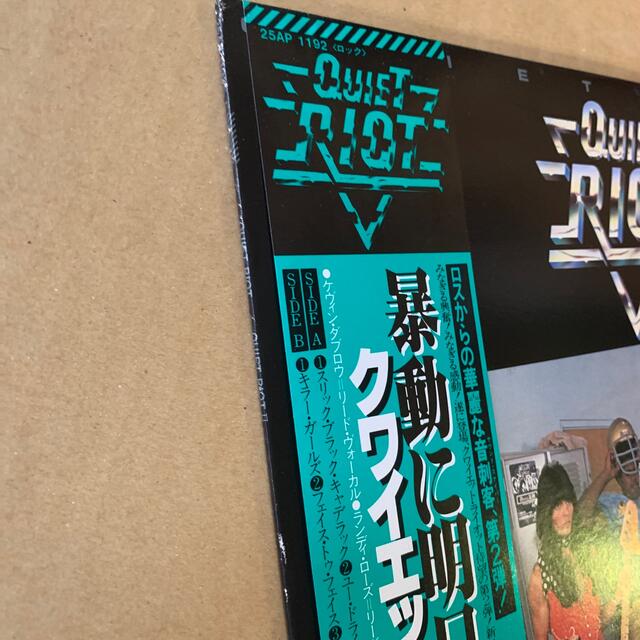 25AP 1192〈ロック〉
QUIET
RIOT
QUIE
RIOT
ロスからの華麗な音刺客、第2弾!
暴動に明日
クワイエッ
●ケヴィン・ダブロウ=リード・ヴォーカル●ランディ・ローズ=リー
SIDE A ①スリック・ブラック・キャデラック②ユー・ドラ
SIDE B ①キラー・ガールズ②フェイス・トゥ・フェイス③